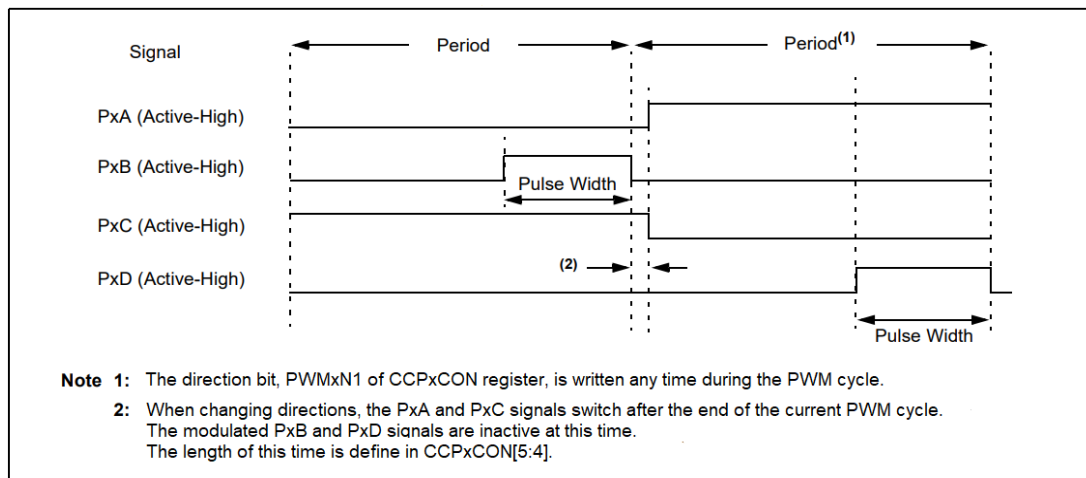 Signal
Period
Period(1)
PxA (Active-High)
PxB (Active-High)
Pulse Width
PxC (Active-High)
(2)
PxD (Active-High)
Pulse Width
Note 1: The direction bit, PWMxN1 of CCPxCON register, is written any time during the PWM cycle.
2: When changing directions, the PxA and PxC signals switch after the end of the current PWM cycle.
The modulated PxB and PxD signals are inactive at this time.
The length of this time is define in CCPxCON[5:4].